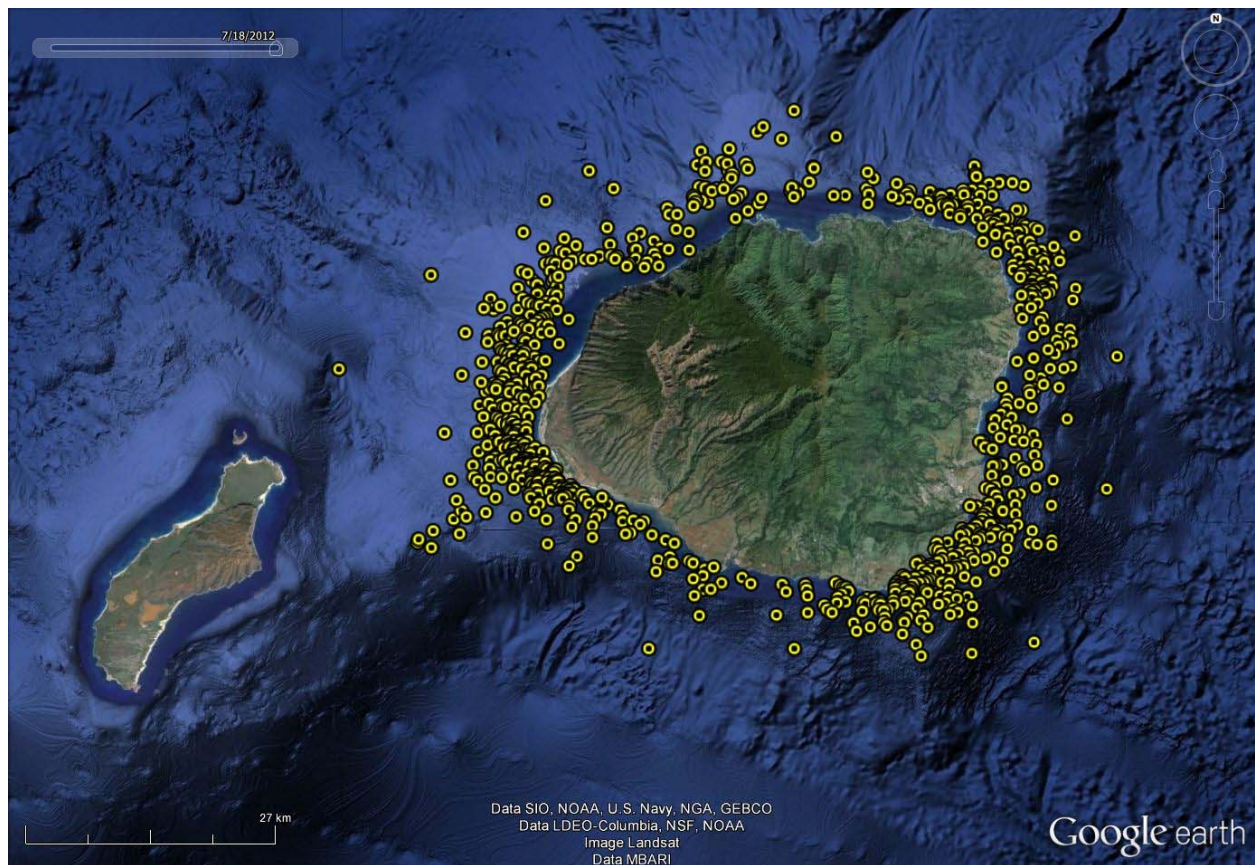 7/18/2012
N
27 km
Data SIO, NOAA, U.S. Navy, NGA, GEBCO
Data LDEO-Columbia, NSF, NOAA
Image Landsat
Data MBARI
Google earth